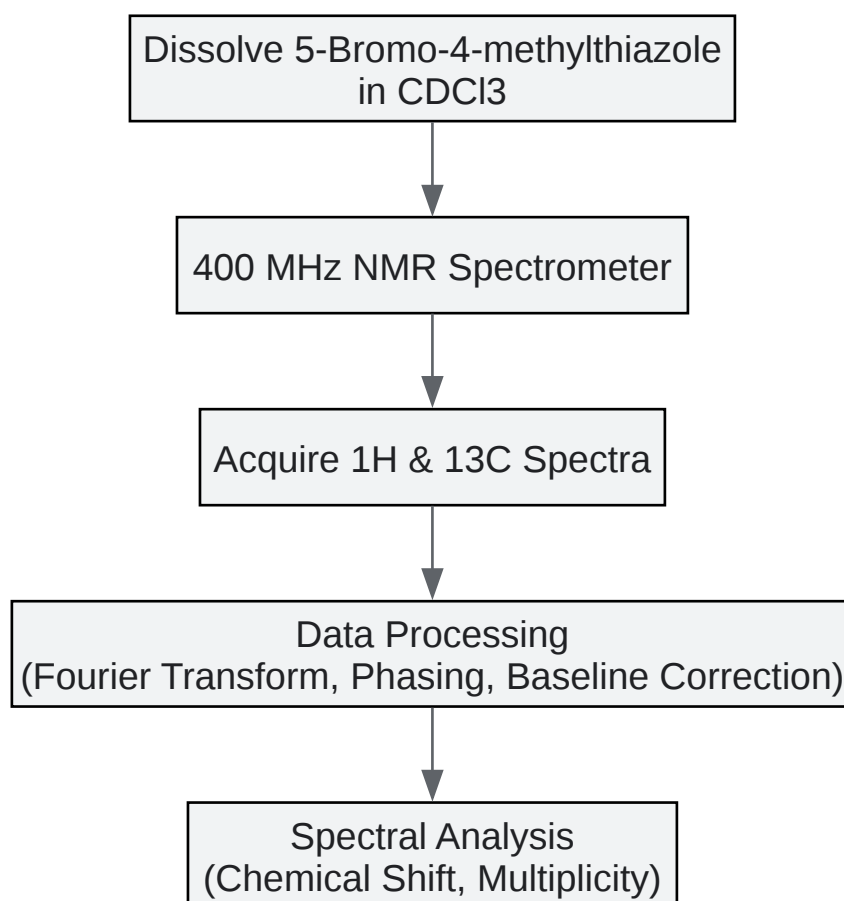 Dissolve 5-Bromo-4-methylthiazole
in CDCl3
400 MHz NMR Spectrometer
Acquire 1H & 13C Spectra
Data Processing
(Fourier Transform, Phasing, Baseline Correction)
Spectral Analysis
(Chemical Shift, Multiplicity)